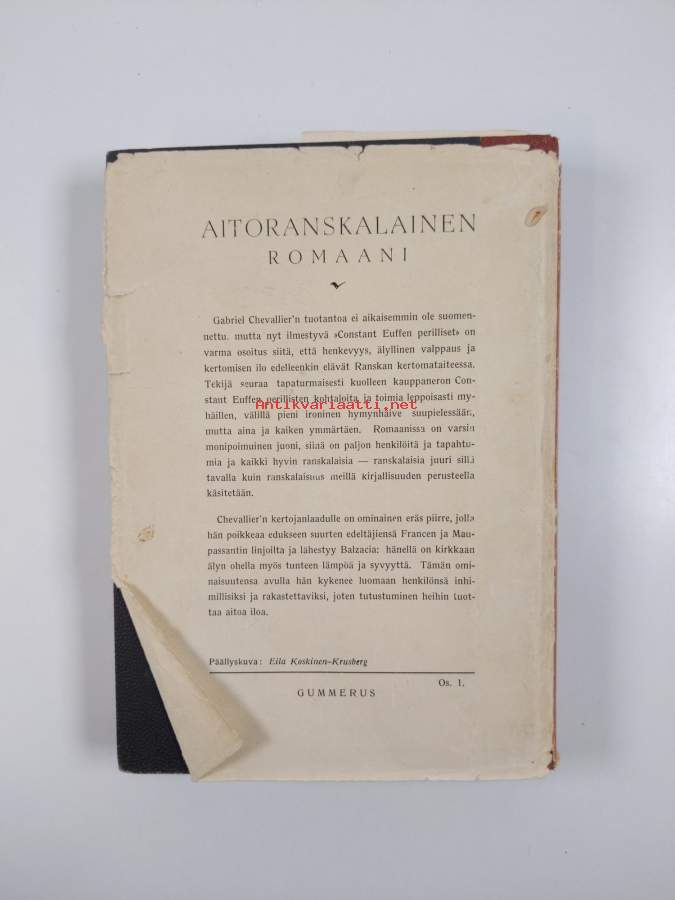 AITORANSKALAINEN
ROMAANI
Gabriel Chevallier'n tuotantoa ei aikaisemmin ole suomen-
nettu, mutta nyt ilmestyvä »Constant Euffen perilliset» on
varma osoitus siitä, että henkevyys, älyllinen valppaus ja
kertomisen ilo edelleenkin elävät Ranskan kertomataiteessa.
Tekijä seuraa tapaturmaisesti kuolleen kauppaneron Con-
stant Euffen perillisten kohtaloita ja toimia leppoisasti my-
Antikvariaatti.net
häillen, välillä pieni ironinen hymynhäive suupielessään,
mutta aina ja kaiken ymmärtäen. Romaanissa on varsin
monipoimuinen juoni, siinä on paljon henkilöitä ja tapahtu-
mia ja kaikki hyvin ranskalaisia — ranskalaisia juuri sillä
tavalla kuin ranskalaisuus meillä kirjallisuuden perusteella
käsitetään.
Chevallier'n kertojanlaadulle on ominainen eräs piirre, jolla
hän poikkeaa edukseen suurten edeltäjiensä Francen ja Mau-
passantin linjoilta ja lähestyy Balzacia: hänellä on kirkkaan
älyn ohella myös tunteen lämpöä ja syvyyttä. Tämän omi-
naisuutensa avulla hän kykenee luomaan henkilönsä inhi-
millisiksi ja rakastettaviksi, joten tutustuminen heihin tuot-
taa aitoa iloa.
Päällyskuva: Eila Koskinen-Krusberg
Os. 1.
GUMMERUS